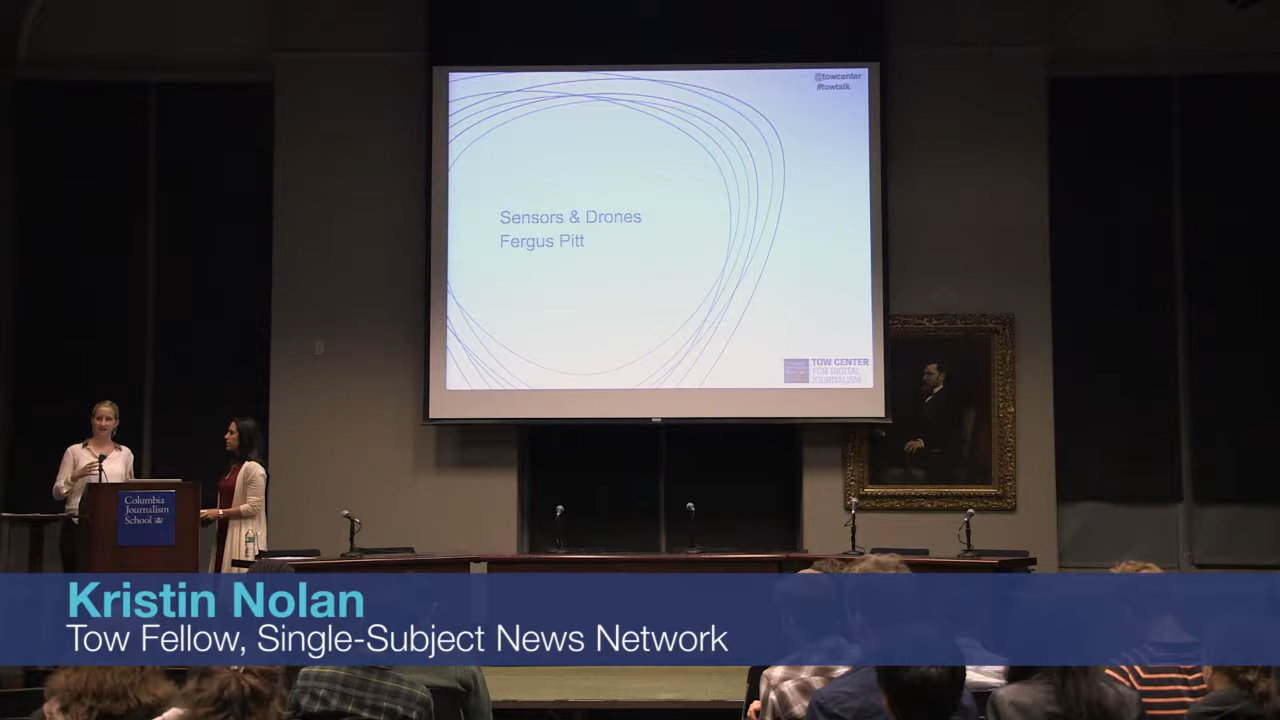 @towcenter
#towtalk
Sensors & Drones
Fergus Pitt
TOW CENTER
FOR DIGITAL
JOURNALISM
Columbia
Journalism
School
Kristin Nolan
Tow Fellow, Single-Subject News Network